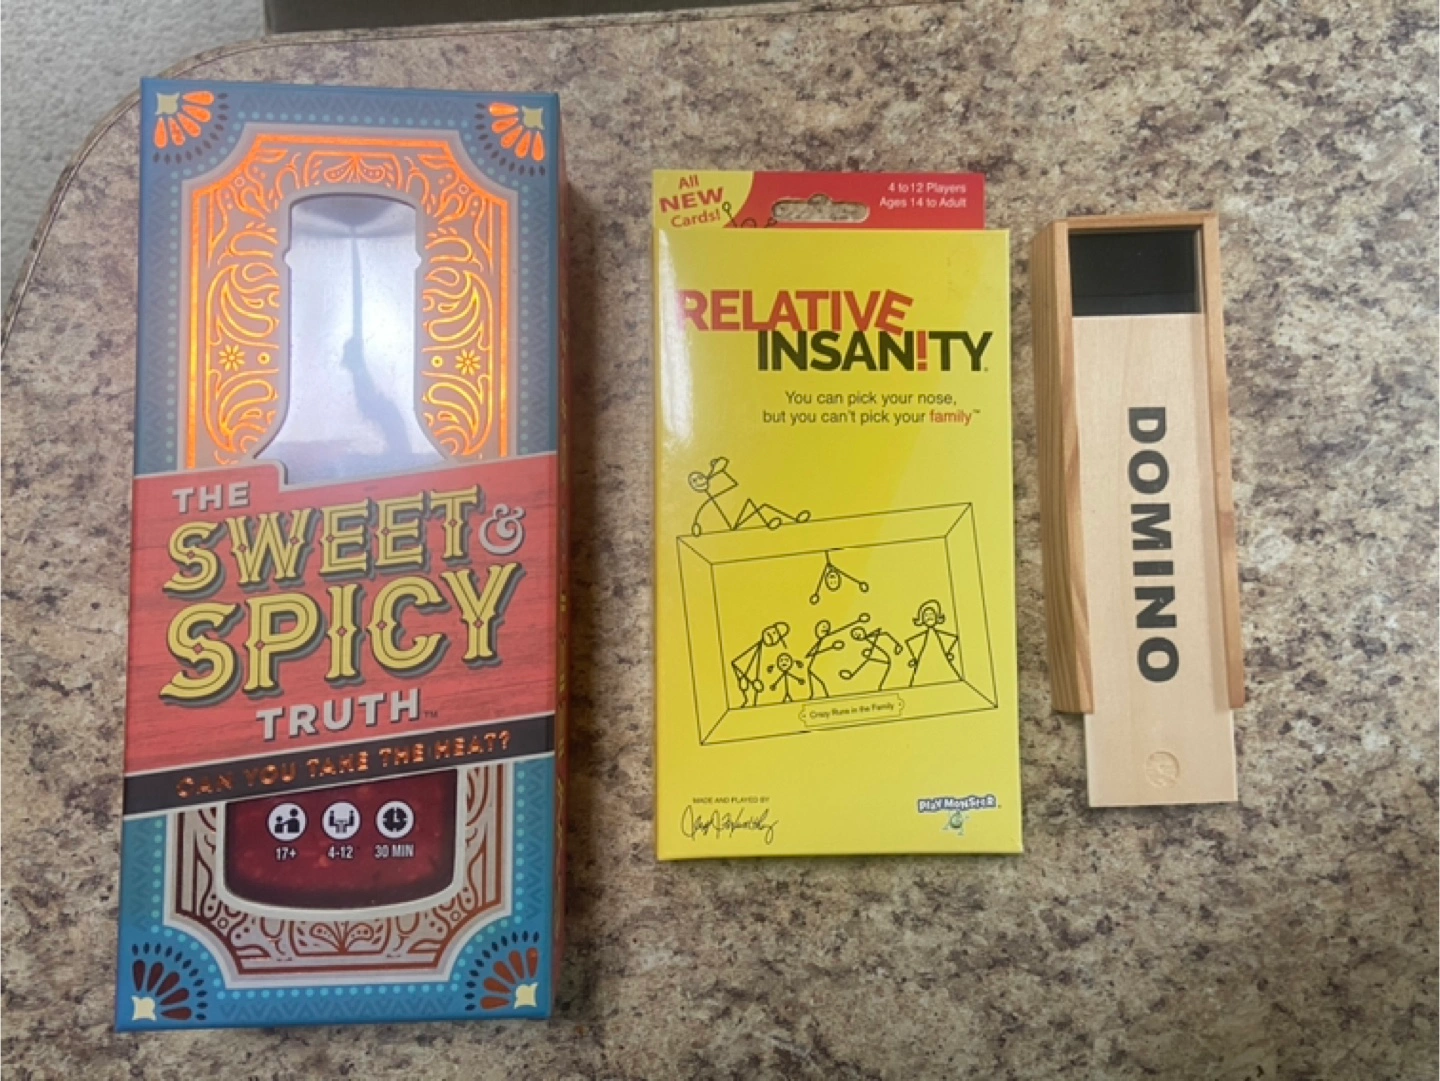 THE
SWEET &
SPICY
TRUTH™
CAN YOU TAKE THE HEAT?
17+ 4-12 30 MIN
All
NEW
Cards!
4 to 12 Players
Ages 14 to Adult
RELATIVE
INSAN!TY
You can pick your nose,
but you can't pick your family™
Crazy Runs in the Family
MADE AND PLAYED BY
PLAYMONSTER
DOMINO